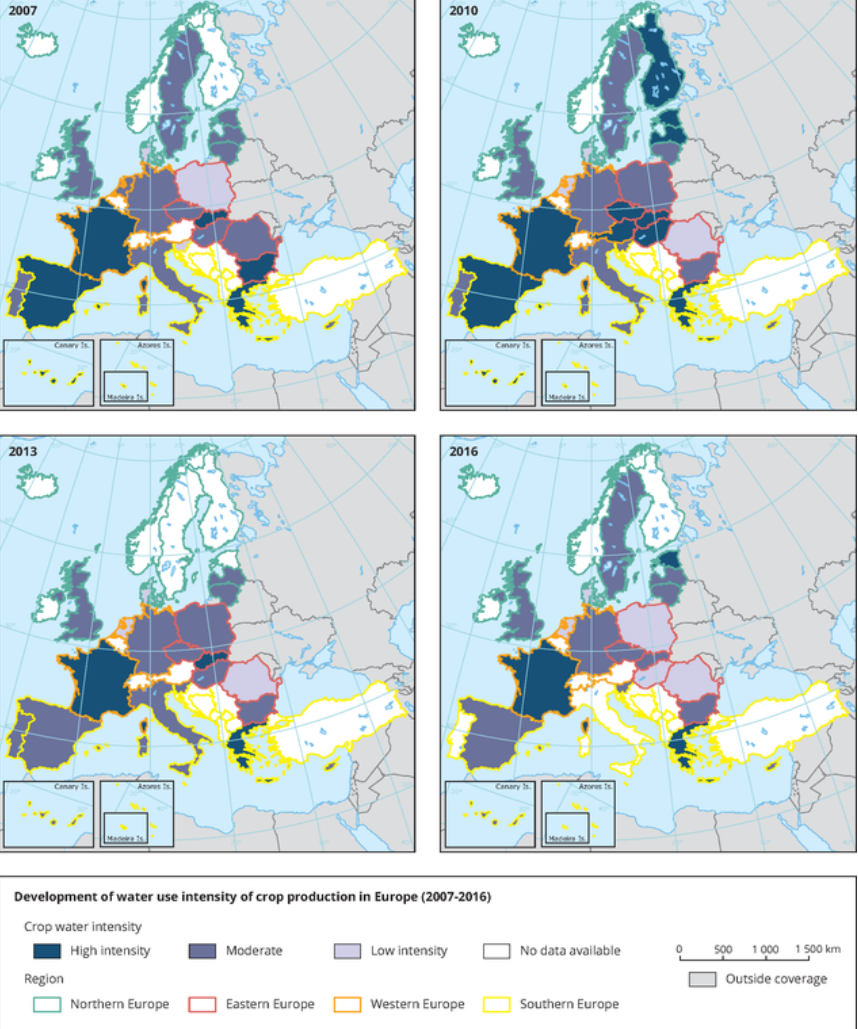 2007
2010
Canary Is.
Azores Is.
Madeira Is.
Canary Is.
Azores Is.
Madeira Is.
2013
2016
Canary Is.
Azores Is.
Madeira Is.
Canary Is.
Azores Is.
Madeira Is.
Development of water use intensity of crop production in Europe (2007-2016)
Crop water intensity
High intensity Moderate Low intensity No data available
0 500 1 000 1 500 km
Region
Outside coverage
Northern Europe Eastern Europe Western Europe Southern Europe